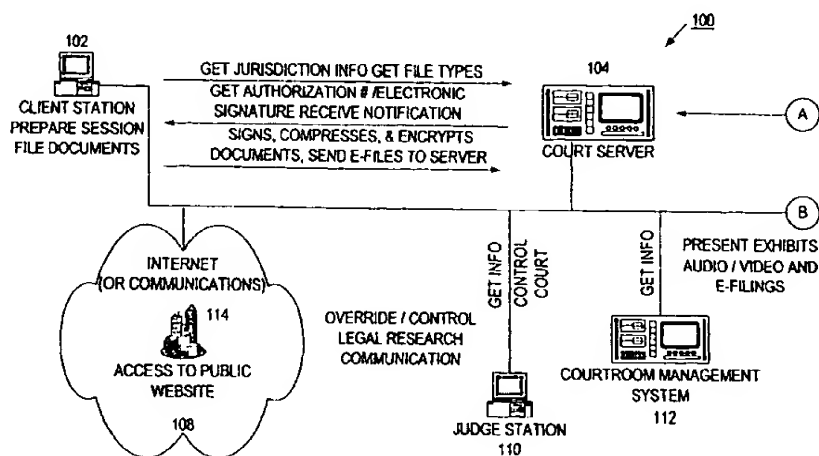 100
102
GET JURISDICTION INFO GET FILE TYPES
104
GET AUTHORIZATION # /ELECTRONIC
SIGNATURE RECEIVE NOTIFICATION
CLIENT STATION
PREPARE SESSION
FILE DOCUMENTS
A
SIGNS, COMPRESSES, & ENCRYPTS
DOCUMENTS, SEND E-FILES TO SERVER
COURT SERVER
B
INTERNET
(OR COMMUNICATIONS)
114
ACCESS TO PUBLIC
WEBSITE
108
OVERRIDE / CONTROL
LEGAL RESEARCH
COMMUNICATION
GET INFO
CONTROL
COURT
GET INFO
PRESENT EXHIBITS
AUDIO / VIDEO AND
E-FILINGS
JUDGE STATION
110
COURTROOM MANAGEMENT
SYSTEM
112